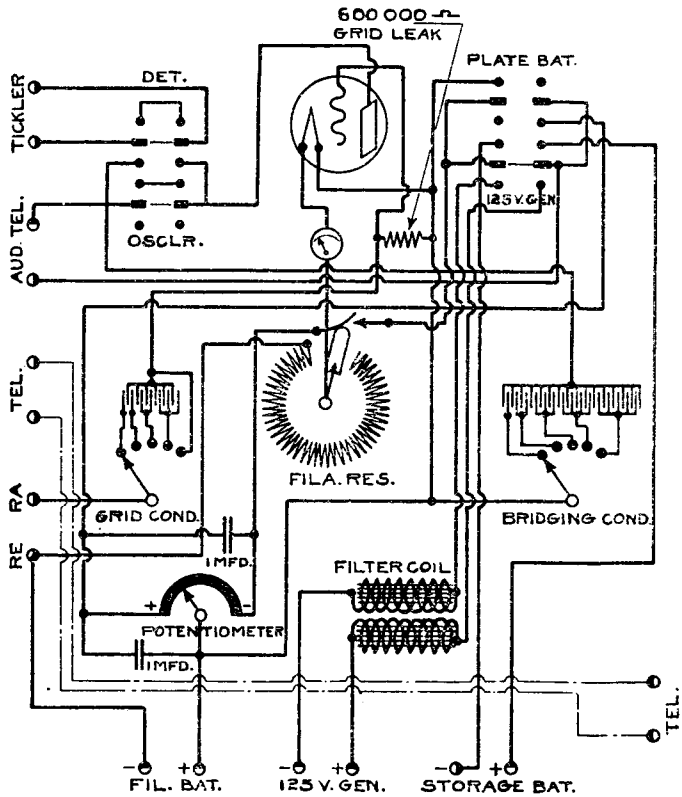 600 000 Ω
GRID LEAK
PLATE BAT.
DET.
TICKLER
125 V. GEN.
AUD. TEL.
OSCLR.
TEL.
FILA. RES.
RA
GRID COND.
BRIDGING COND.
RE
1 MFD.
FILTER COIL
+ -
POTENTIOMETER
1 MFD.
TEL.
- + - + - +
FIL. BAT. 125 V. GEN. STORAGE BAT.